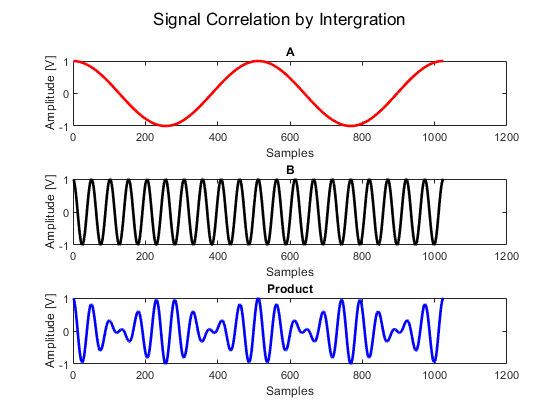 Signal Correlation by Intergration
A
Amplitude [V]
1
0
-1
0 200 400 600 800 1000 1200
Samples
B
Amplitude [V]
1
0
-1
0 200 400 600 800 1000 1200
Samples
Product
Amplitude [V]
1
0
-1
0 200 400 600 800 1000 1200
Samples